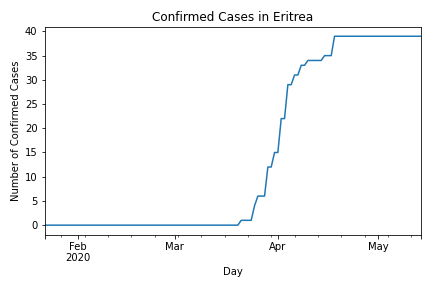 Confirmed Cases in Eritrea
Number of Confirmed Cases
40
35
30
25
20
15
10
5
0
Feb
2020
Mar
Apr
May
Day